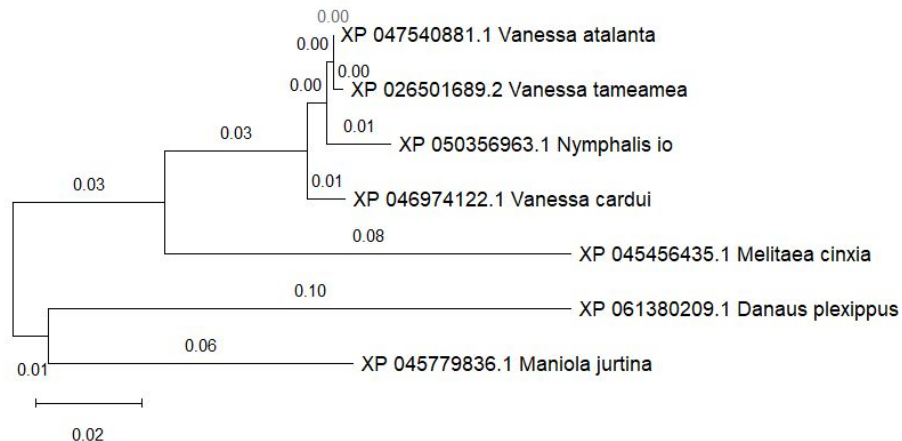 0.00
XP 047540881.1 Vanessa atalanta
0.00
0.00
XP 026501689.2 Vanessa tameamea
0.00
0.01
XP 050356963.1 Nymphalis io
0.03
0.01
XP 046974122.1 Vanessa cardui
0.03
0.08
XP 045456435.1 Melitaea cinxia
0.10
XP 061380209.1 Danaus plexippus
0.06
XP 045779836.1 Maniola jurtina
0.01
0.02